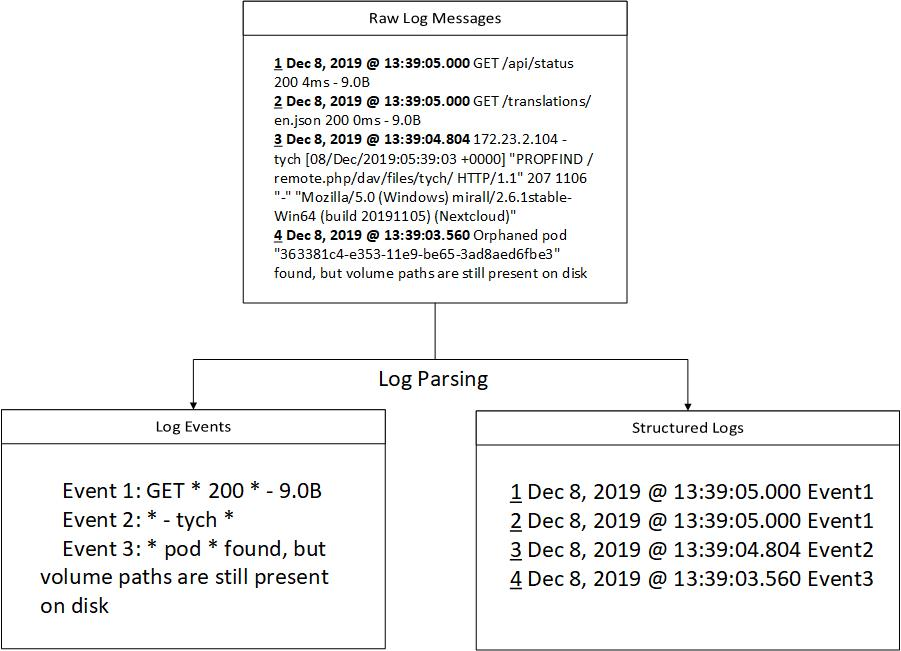 Raw Log Messages
1 Dec 8, 2019 @ 13:39:05.000 GET /api/status
200 4ms - 9.0B
2 Dec 8, 2019 @ 13:39:05.000 GET /translations/
en.json 200 0ms - 9.0B
3 Dec 8, 2019 @ 13:39:04.804 172.23.2.104 -
tych [08/Dec/2019:05:39:03 +0000] "PROPFIND /
remote.php/dav/files/tych/ HTTP/1.1" 207 1106
"-" "Mozilla/5.0 (Windows) mirall/2.6.1stable-
Win64 (build 20191105) (Nextcloud)"
4 Dec 8, 2019 @ 13:39:03.560 Orphaned pod
"363381c4-e353-11e9-be65-3ad8aed6fbe3"
found, but volume paths are still present on disk
Log Parsing
Log Events
Event 1: GET * 200 * - 9.0B
Event 2: * - tych *
Event 3: * pod * found, but
volume paths are still present
on disk
Structured Logs
1 Dec 8, 2019 @ 13:39:05.000 Event1
2 Dec 8, 2019 @ 13:39:05.000 Event1
3 Dec 8, 2019 @ 13:39:04.804 Event2
4 Dec 8, 2019 @ 13:39:03.560 Event3